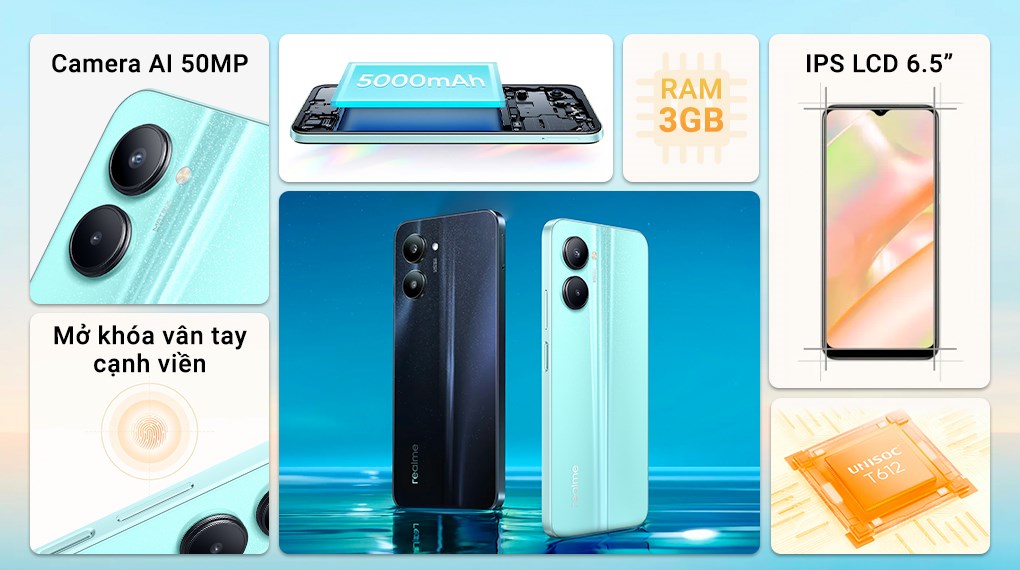 Camera AI 50MP
5000mAh
RAM
3GB
IPS LCD 6.5”
Mở khóa vân tay
cạnh viền
realme
realme
UNISOC
T612